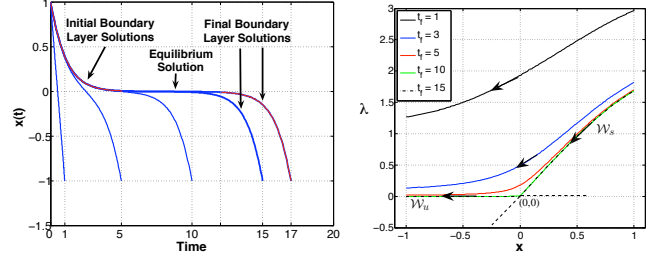 Initial Boundary
Layer Solutions
Final Boundary
Layer Solutions
Equilibrium
Solution
x(t)
1
0.5
0
−0.5
−1
−1.5
0 1 5 10 15 17 20
Time
t_f = 1
t_f = 3
t_f = 5
t_f = 10
t_f = 15
λ
3
2.5
2
1.5
1
0.5
0
−0.5
𝒲_s
𝒲_u
(0,0)
−1 −0.5 0 0.5 1
x